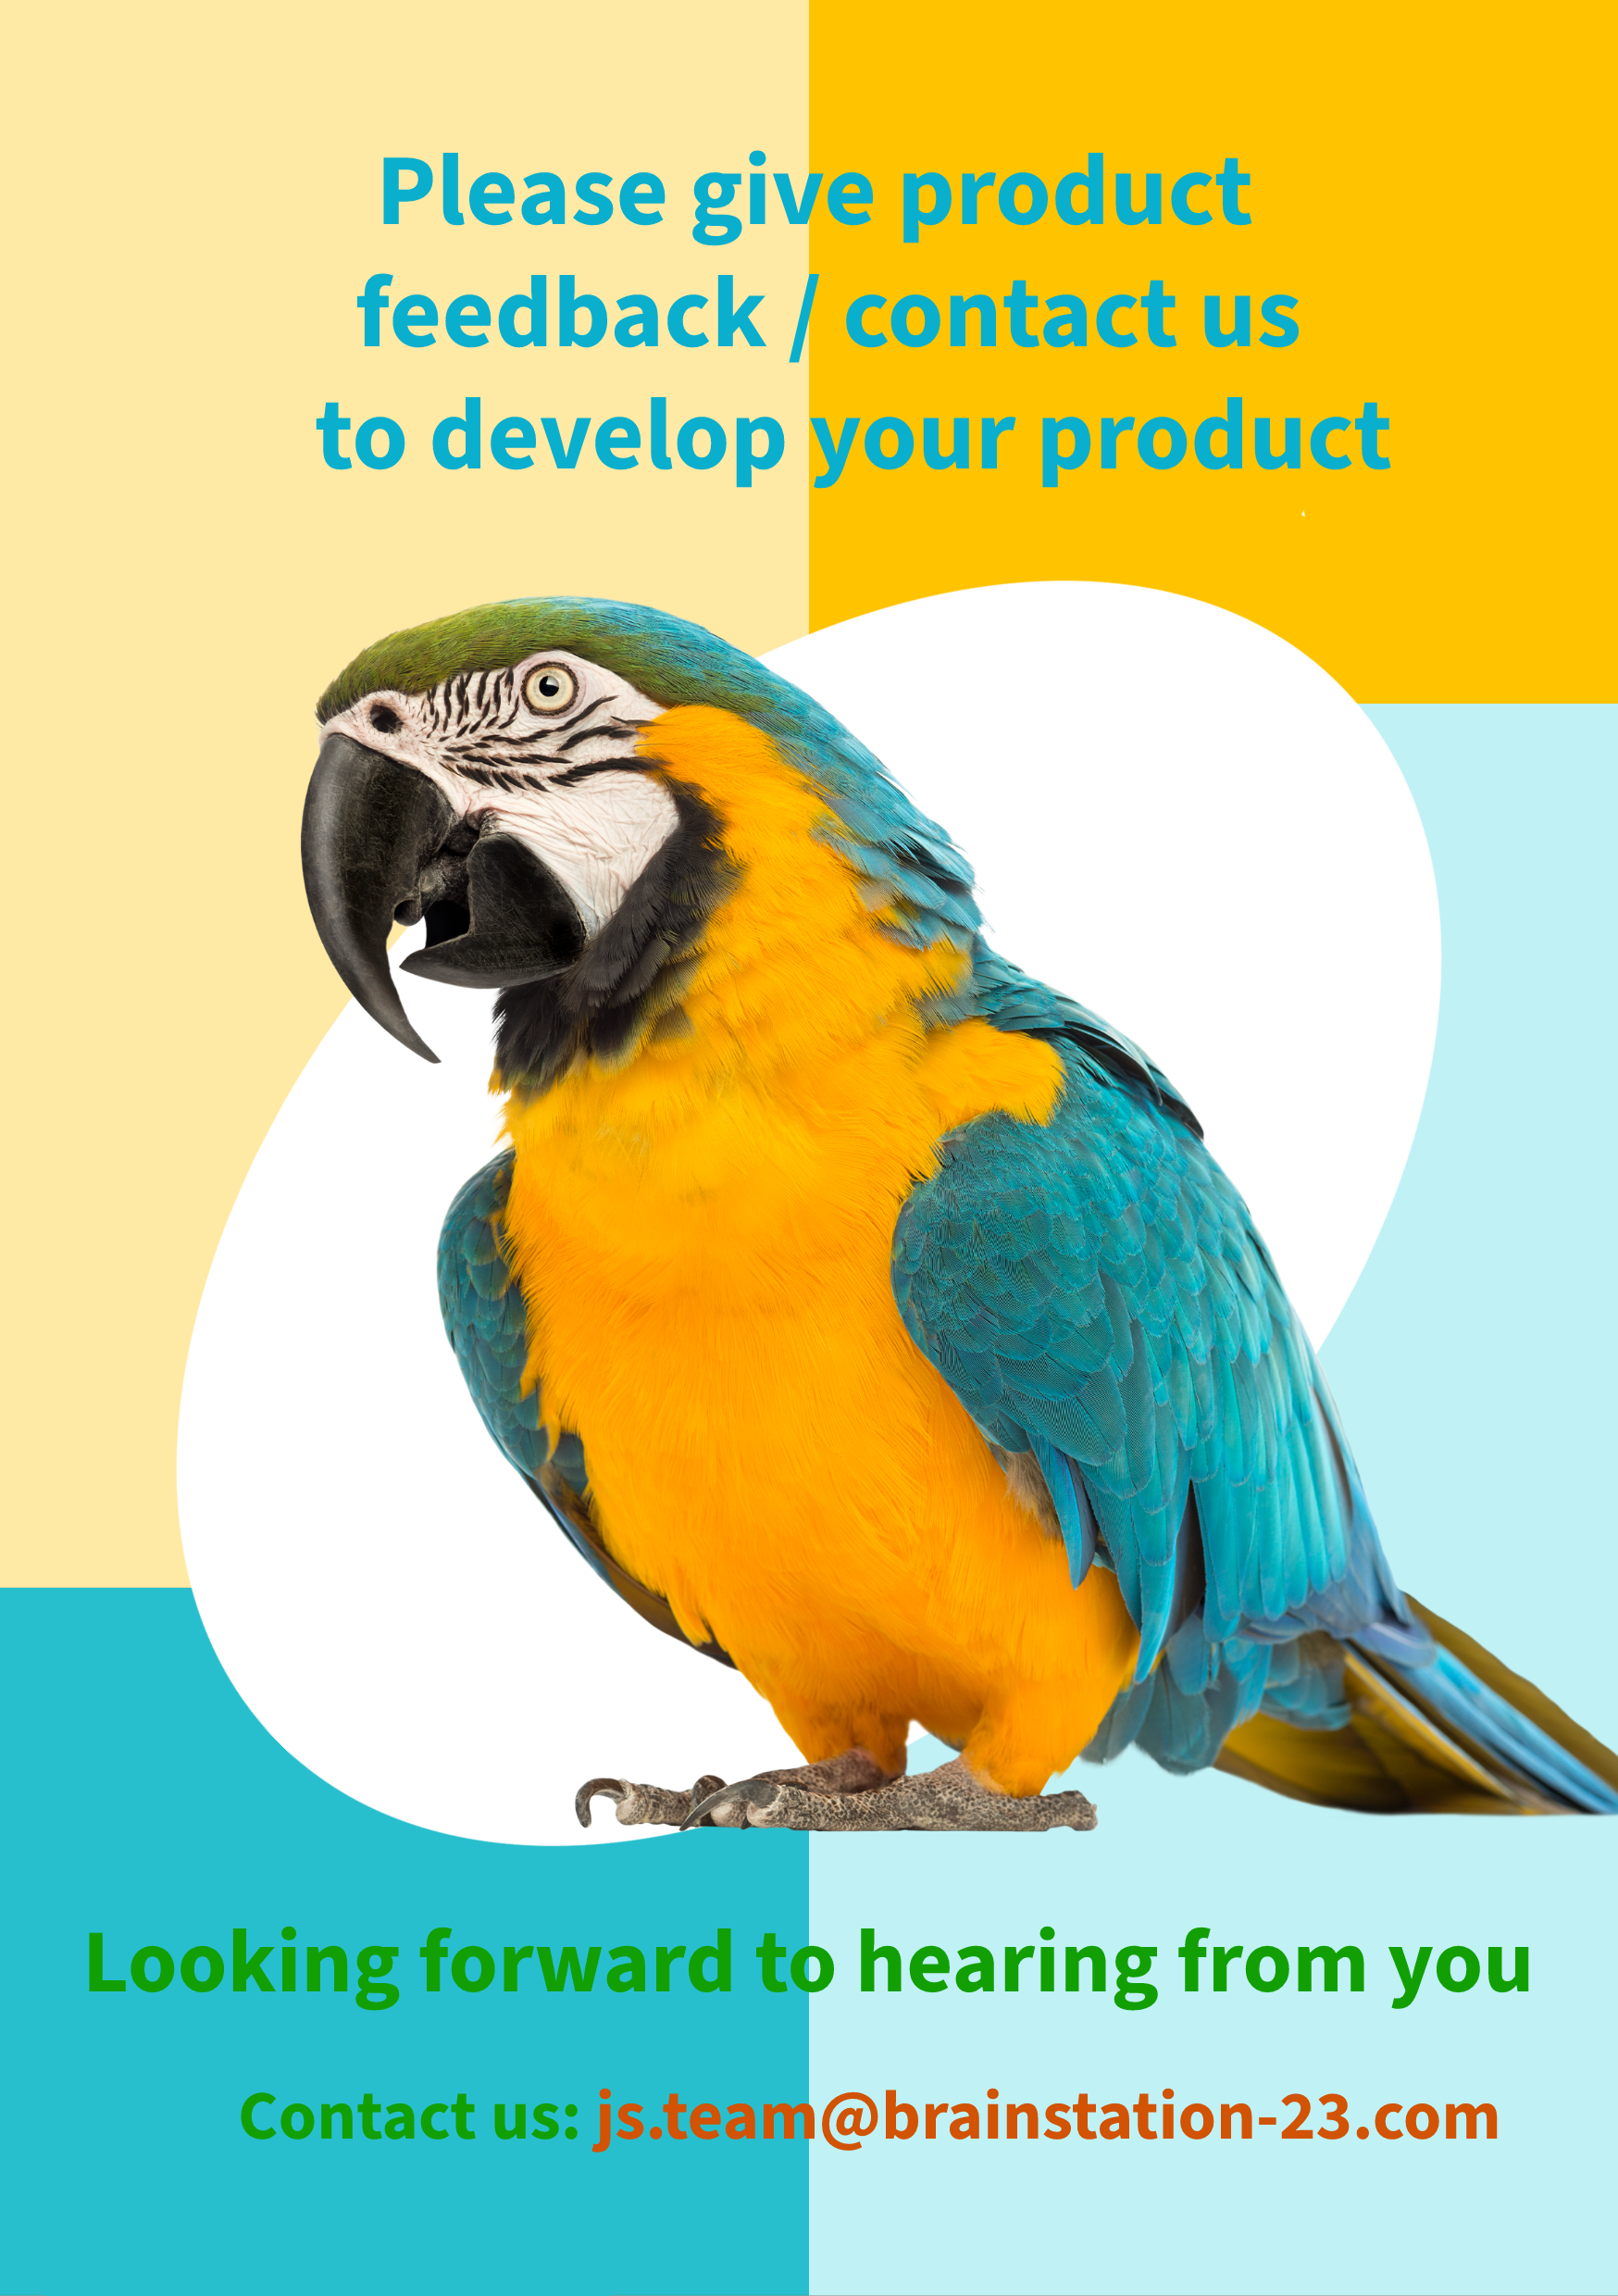 Please give product
feedback / contact us
to develop your product
Looking forward to hearing from you
Contact us: js.team@brainstation-23.com